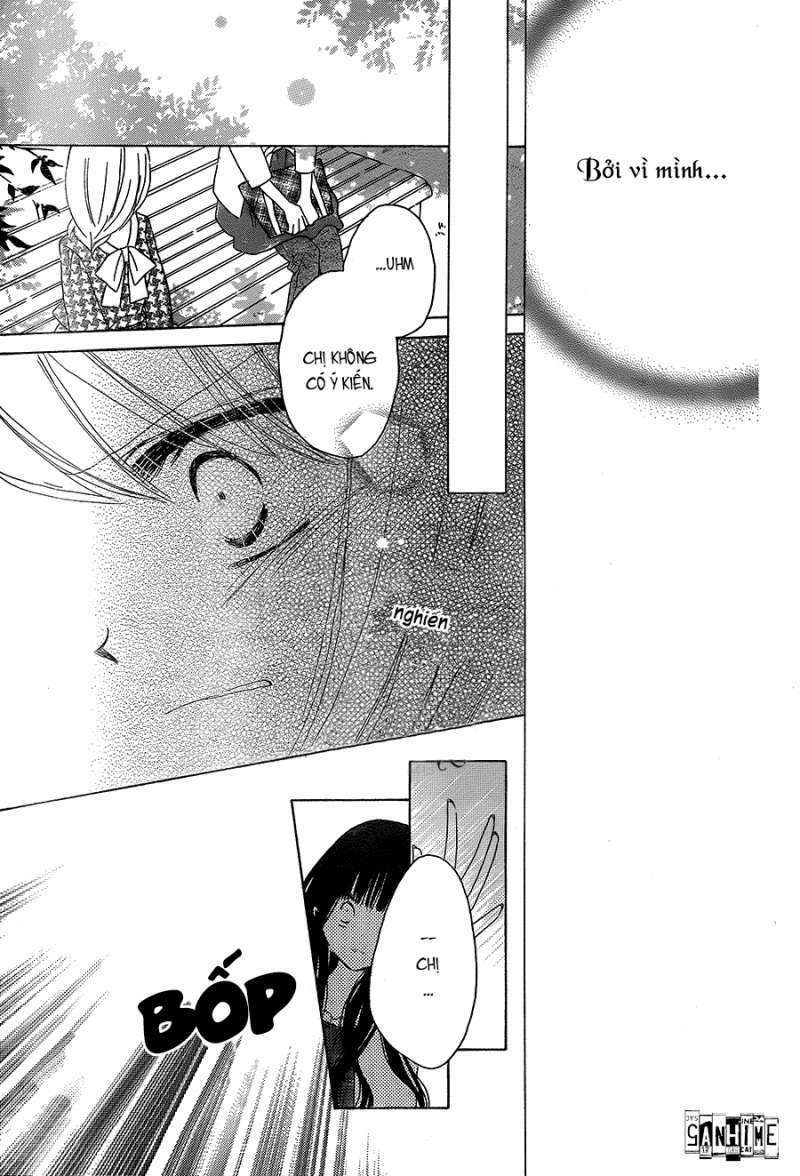 Bởi vì mình...
...UHM
CHỊ KHÔNG
CÓ Ý KIẾN.
nghiến
--
CHỊ
...
BỐP
SANHIME